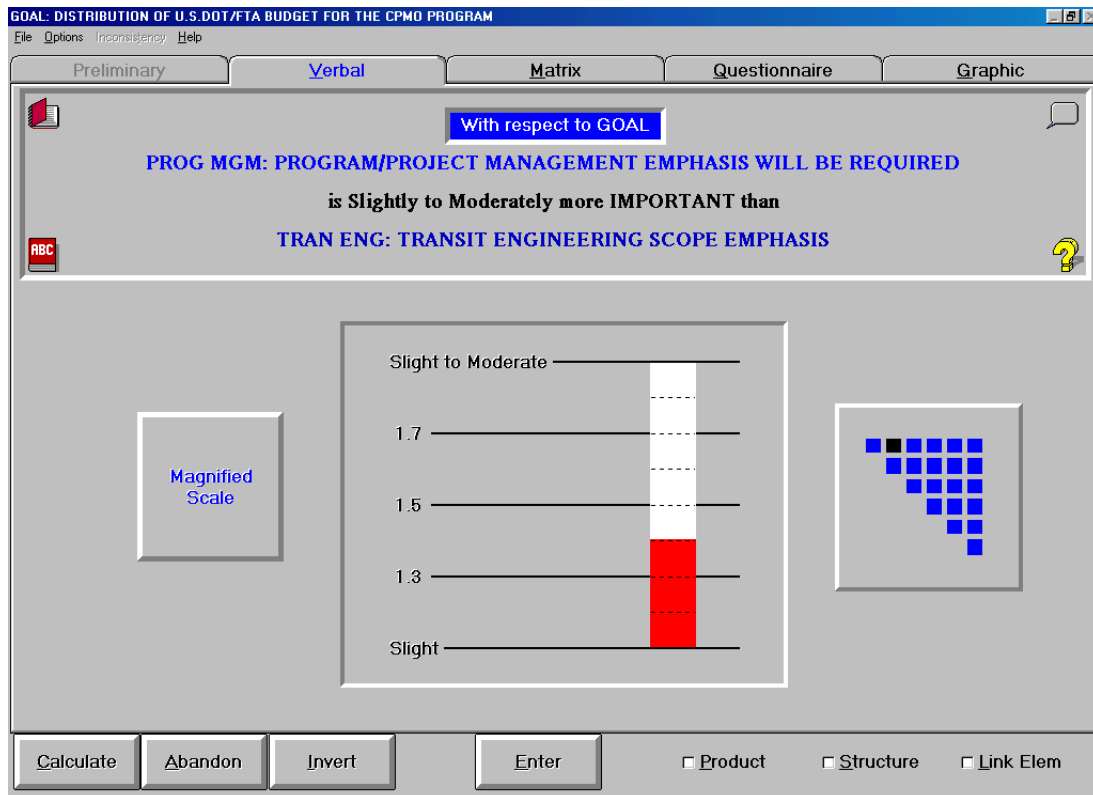 GOAL: DISTRIBUTION OF U.S.DOT/FTA BUDGET FOR THE CPMO PROGRAM
File Options Inconsistency Help
Preliminary Verbal Matrix Questionnaire Graphic
With respect to GOAL
PROG MGM: PROGRAM/PROJECT MANAGEMENT EMPHASIS WILL BE REQUIRED
is Slightly to Moderately more IMPORTANT than
TRAN ENG: TRANSIT ENGINEERING SCOPE EMPHASIS
ABC
?
Slight to Moderate
1.7
Magnified
Scale
1.5
1.3
Slight
Calculate Abandon Invert Enter Product Structure Link Elem